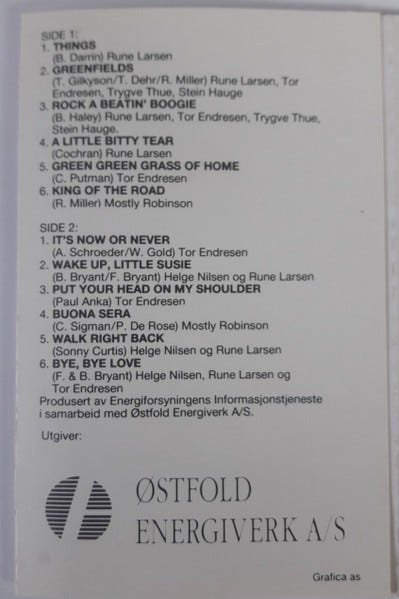 SIDE 1:
1. THINGS
(B. Darrin) Rune Larsen
2. GREENFIELDS
(T. Gilkyson/T. Dehr/R. Miller) Rune Larsen, Tor
Endresen, Trygve Thue, Stein Hauge
3. ROCK A BEATIN' BOOGIE
(B. Haley) Rune Larsen, Tor Endresen, Trygve Thue,
Stein Hauge.
4. A LITTLE BITTY TEAR
(Cochran) Rune Larsen
5. GREEN GREEN GRASS OF HOME
(C. Putman) Tor Endresen
6. KING OF THE ROAD
(R. Miller) Mostly Robinson
SIDE 2:
1. IT'S NOW OR NEVER
(A. Schroeder/W. Gold) Tor Endresen
2. WAKE UP, LITTLE SUSIE
(B. Bryant/F. Bryant) Helge Nilsen og Rune Larsen
3. PUT YOUR HEAD ON MY SHOULDER
(Paul Anka) Tor Endresen
4. BUONA SERA
(C. Sigman/P. De Rose) Mostly Robinson
5. WALK RIGHT BACK
(Sonny Curtis) Helge Nilsen og Rune Larsen
6. BYE, BYE LOVE
(F. & B. Bryant) Helge Nilsen, Rune Larsen og
Tor Endresen
Produsert av Energiforsyningens Informasjonstjeneste
i samarbeid med Østfold Energiverk A/S.
Utgiver:
ØSTFOLD
ENERGIVERK A/S
Grafica as